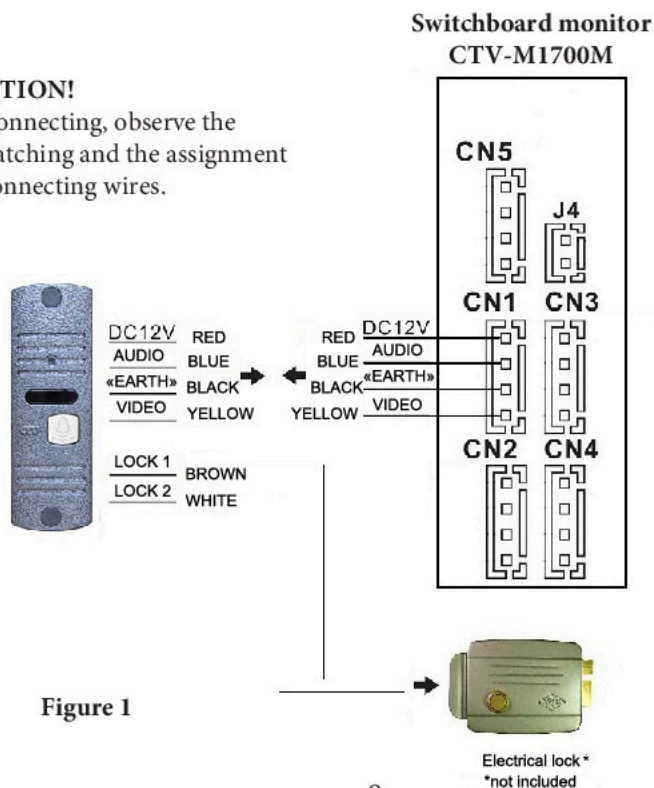 Switchboard monitor
CTV-M1700M
TION!
onnecting, observe the
atching and the assignment
onnecting wires.
CN5
J4
CN1 CN3
DC12V RED
AUDIO BLUE
«EARTH» BLACK
VIDEO YELLOW
RED DC12V
BLUE AUDIO
BLACK «EARTH»
YELLOW VIDEO
CN2 CN4
LOCK 1 BROWN
LOCK 2 WHITE
Figure 1
Electrical lock *
*not included